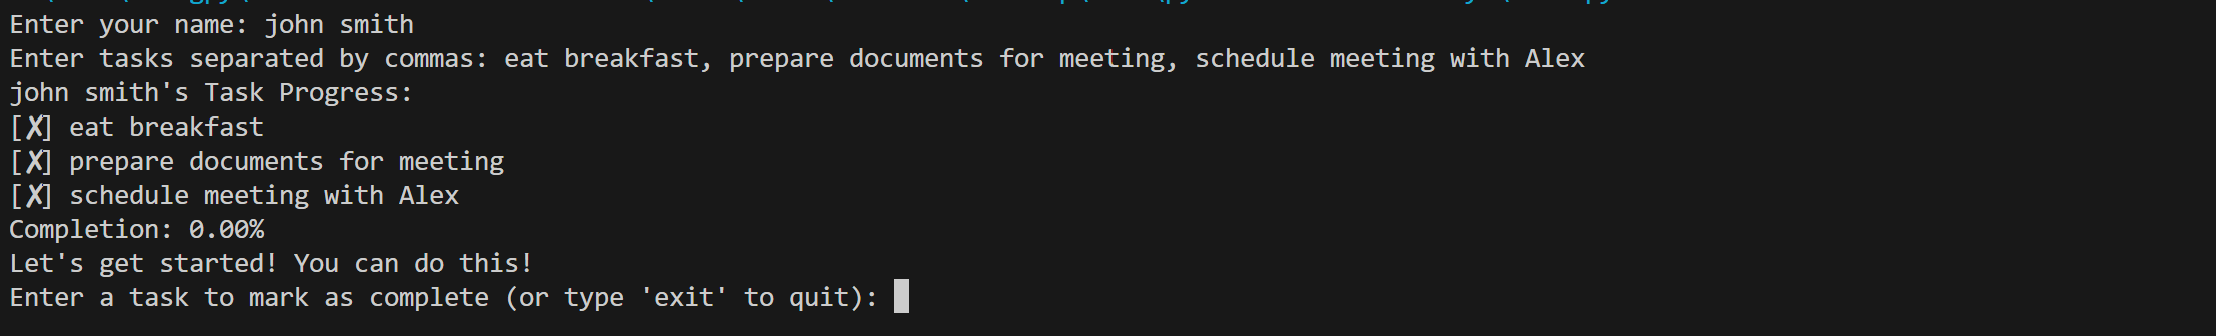 Enter your name: john smith
Enter tasks separated by commas: eat breakfast, prepare documents for meeting, schedule meeting with Alex
john smith's Task Progress:
[✗] eat breakfast
[✗] prepare documents for meeting
[✗] schedule meeting with Alex
Completion: 0.00%
Let's get started! You can do this!
Enter a task to mark as complete (or type 'exit' to quit):